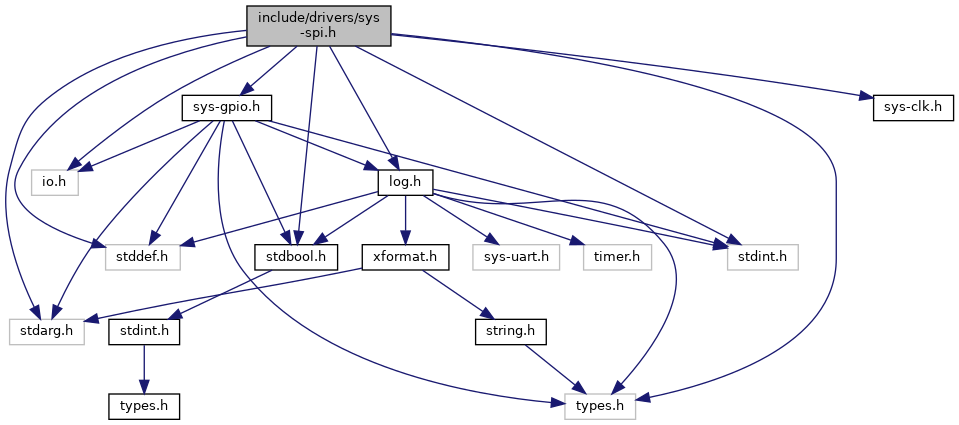 include/drivers/sys
-spi.h
sys-gpio.h
sys-clk.h
io.h
log.h
stddef.h
stdbool.h
xformat.h
sys-uart.h
timer.h
stdint.h
stdarg.h
stdint.h
string.h
types.h
types.h